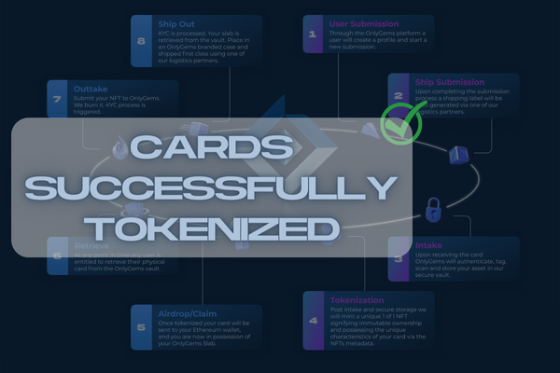 8
Ship Out
KYC is processed. Your slab is
retrieved from the vault. Place in
an OnlyGems branded case and
shipped first class using one of
our logistics partners.
1
User Submission
Through the OnlyGems platform a
user will create a profile and start a
new submission.
7
Outtake
Submit your NFT to OnlyGems.
We burn it. KYC process is
triggered
2
Ship Submission
Upon completing the submission
process a shipping label will be
generated via one of our
logistics partners.
CARDS
SUCCESSFULLY
TOKENIZED
6
Retrieve
entitled to retrieve their physical
card from the OnlyGems vault.
3
Intake
Upon receiving the card
OnlyGems will authenticate, tag,
scan and store your asset in our
secure vault.
5
Airdrop/Claim
Once tokenized your card will be
sent to your Ethereum wallet,
and you are now in possession of
your OnlyGems Slab.
4
Tokenization
Post intake and secure storage we
will mint a unique 1 of 1 NFT
signifying immutable ownership
and possessing the unique
characteristics of your card via the
NFTs metadata.